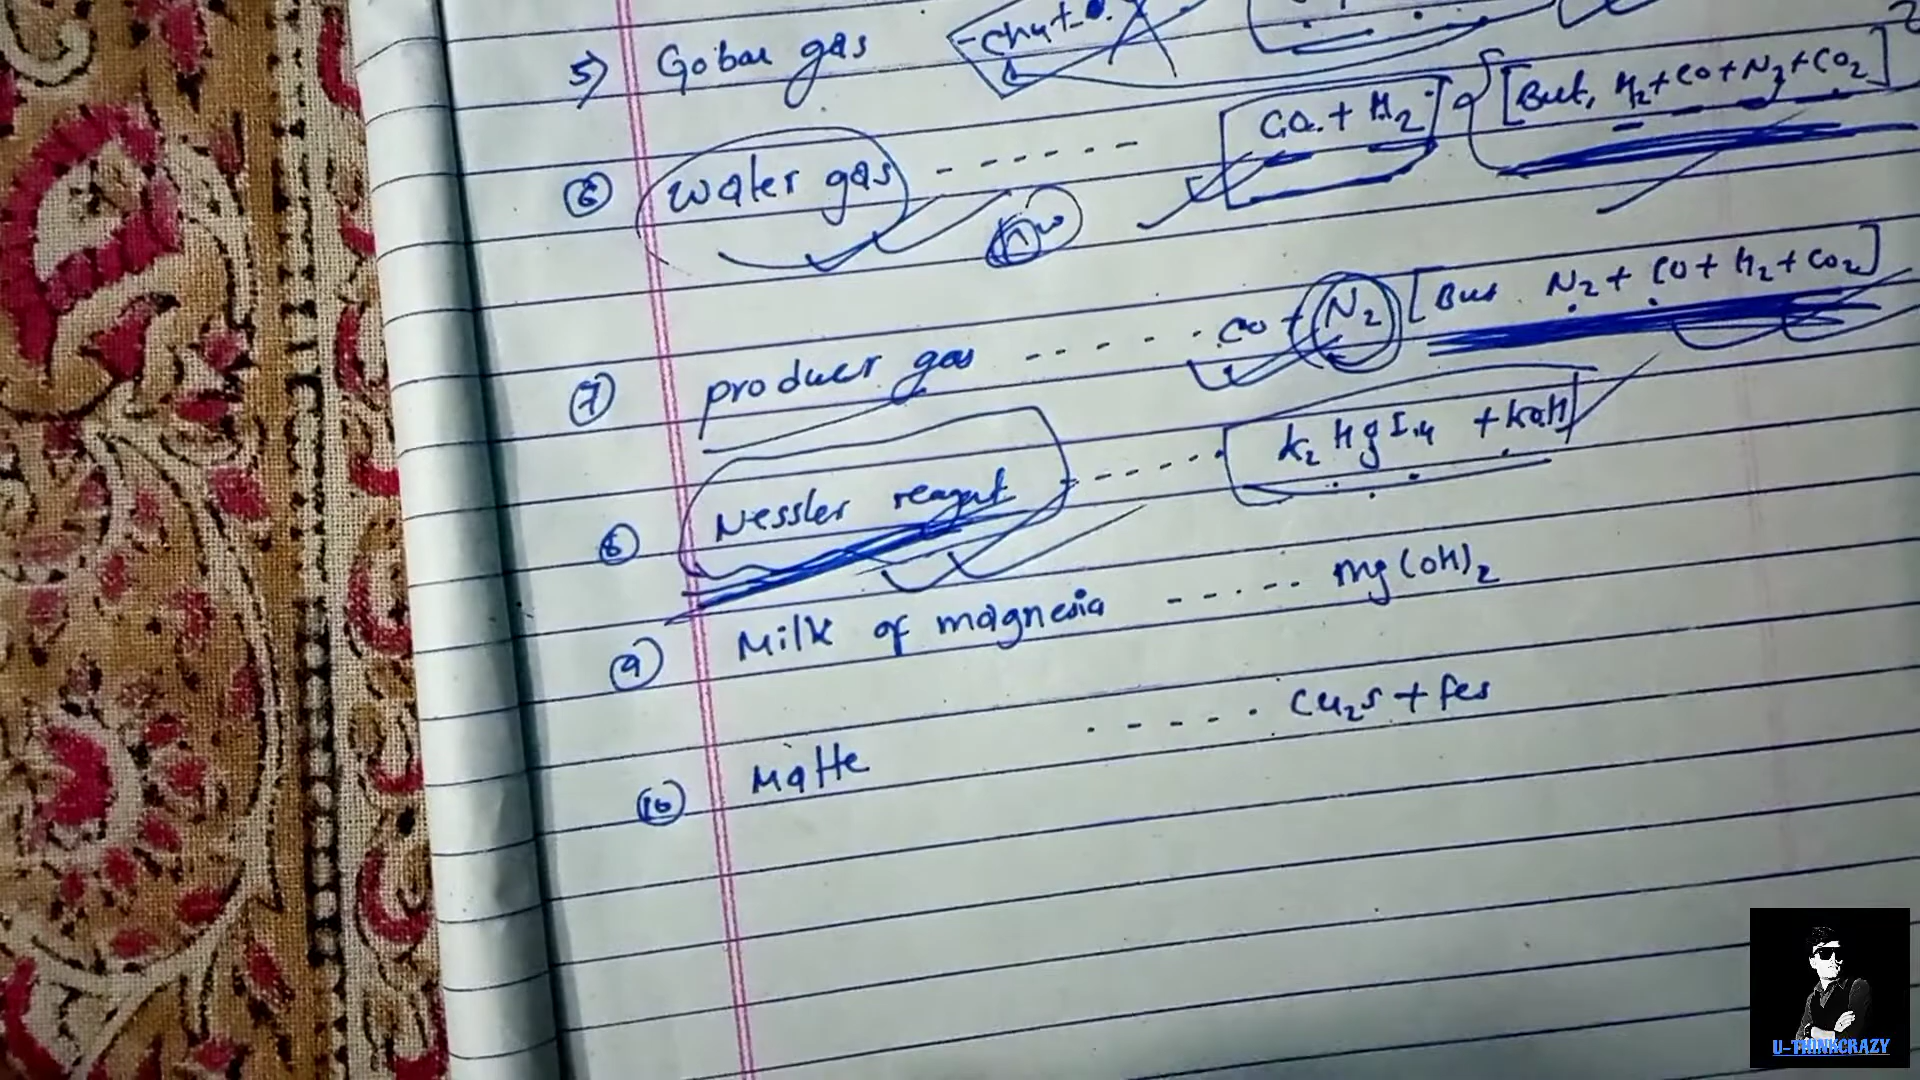 5) Gobar gas
⑥ water gas ------ CO + H2 [But, H2+CO+N2+CO2]
⑦ producer gas ------ CO + N2 [But N2 + CO + H2 + CO2]
⑧ Nessler reagent ------ K2HgI4 + KOH
⑨ Milk of magnesia ------ Mg(OH)2
⑩ Matte ------ Cu2S + FeS
U-THINKCRAZY